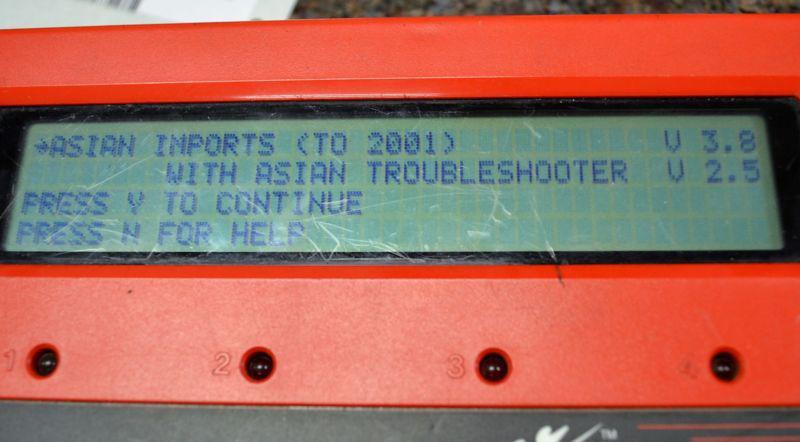 →ASIAN IMPORTS (TO 2001) V 3.8
WITH ASIAN TROUBLESHOOTER V 2.5
PRESS Y TO CONTINUE
PRESS N FOR HELP
1 2 3 4
TM